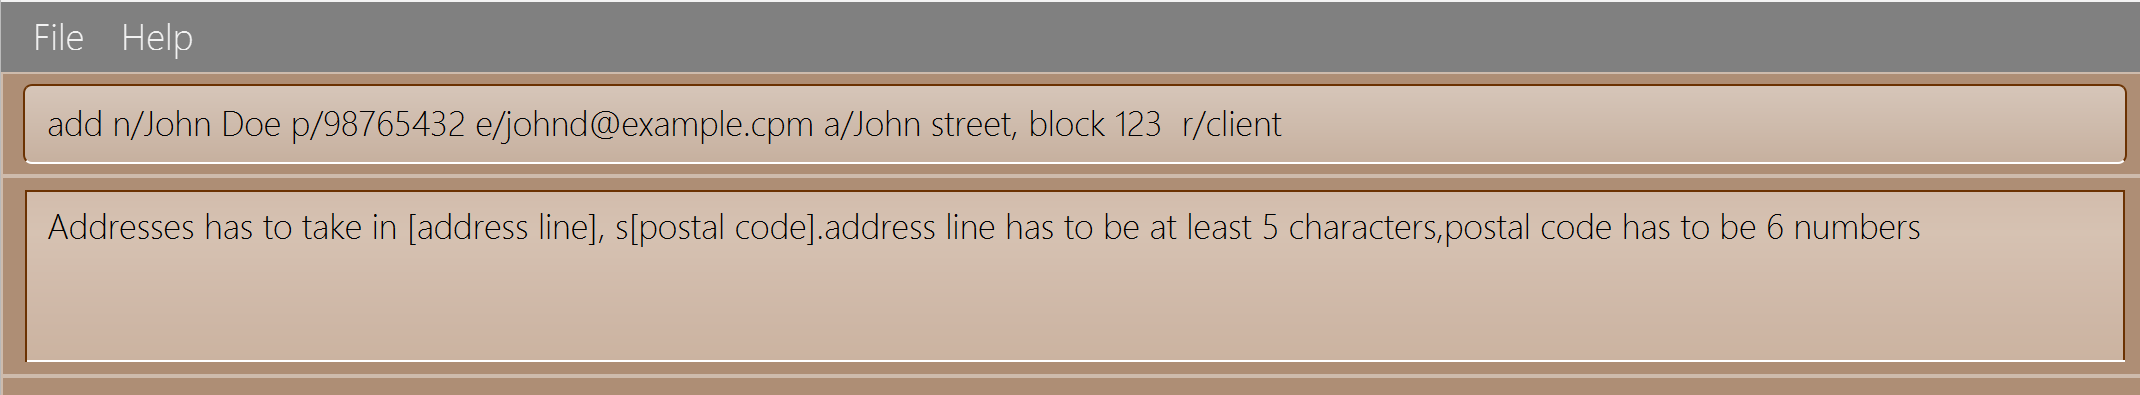 File Help
add n/John Doe p/98765432 e/johnd@example.cpm a/John street, block 123  r/client
Addresses has to take in [address line], s[postal code].address line has to be at least 5 characters,postal code has to be 6 numbers